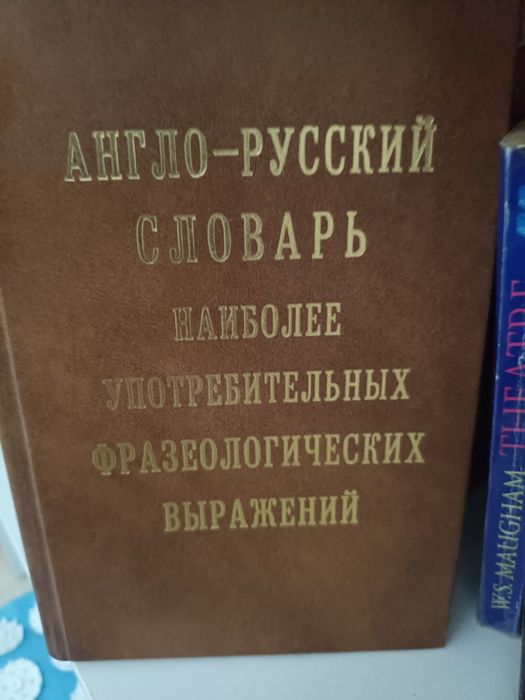 АНГЛО-РУССКИЙ
СЛОВАРЬ
НАИБОЛЕЕ
УПОТРЕБИТЕЛЬНЫХ
ФРАЗЕОЛОГИЧЕСКИХ
ВЫРАЖЕНИЙ
W.S. MAUGHAM THEATRE